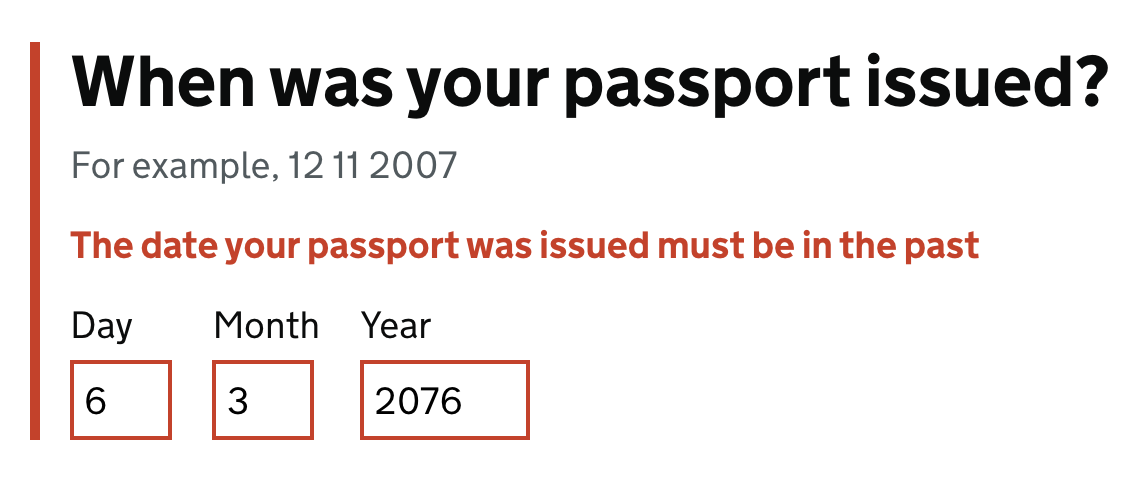 When was your passport issued?
For example, 12 11 2007
The date your passport was issued must be in the past
Day Month Year
6 3 2076